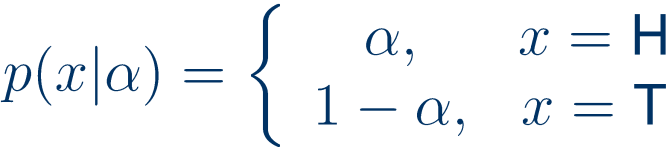 p(x|α) = { α, x = H
1 − α, x = T